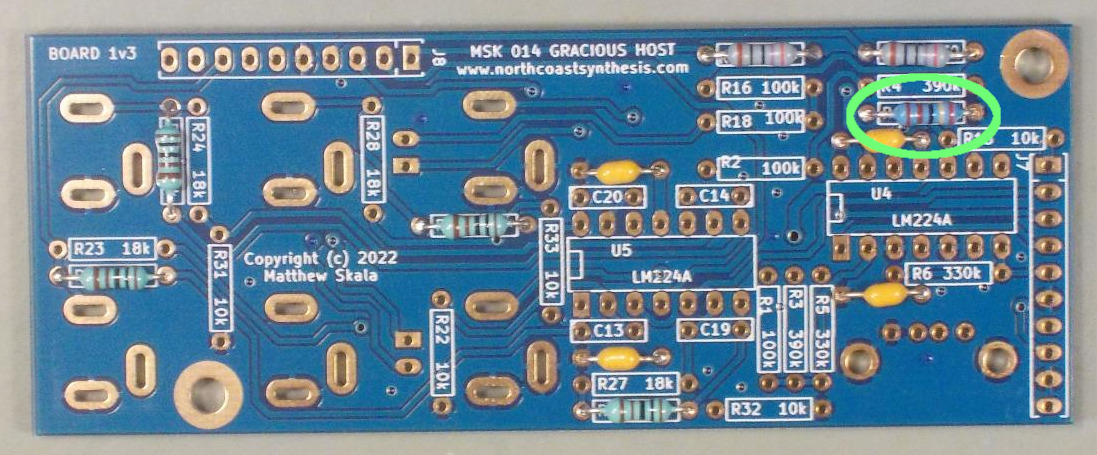 BOARD 1v3
J8
MSK 014 GRACIOUS HOST
www.northcoastsynthesis.com
R16 100k
R4 390k
R18 100k
10k
J7
R24 18k
R28 18k
R2 100k
C20
C14
U4
LM224A
R23 18k
R31 10k
R33 10k
U5
LM224A
Copyright (c) 2022
Matthew Skala
R6 330k
R1 100k
R3 390k
R5 330k
R22 10k
C13
C19
R27 18k
R32 10k